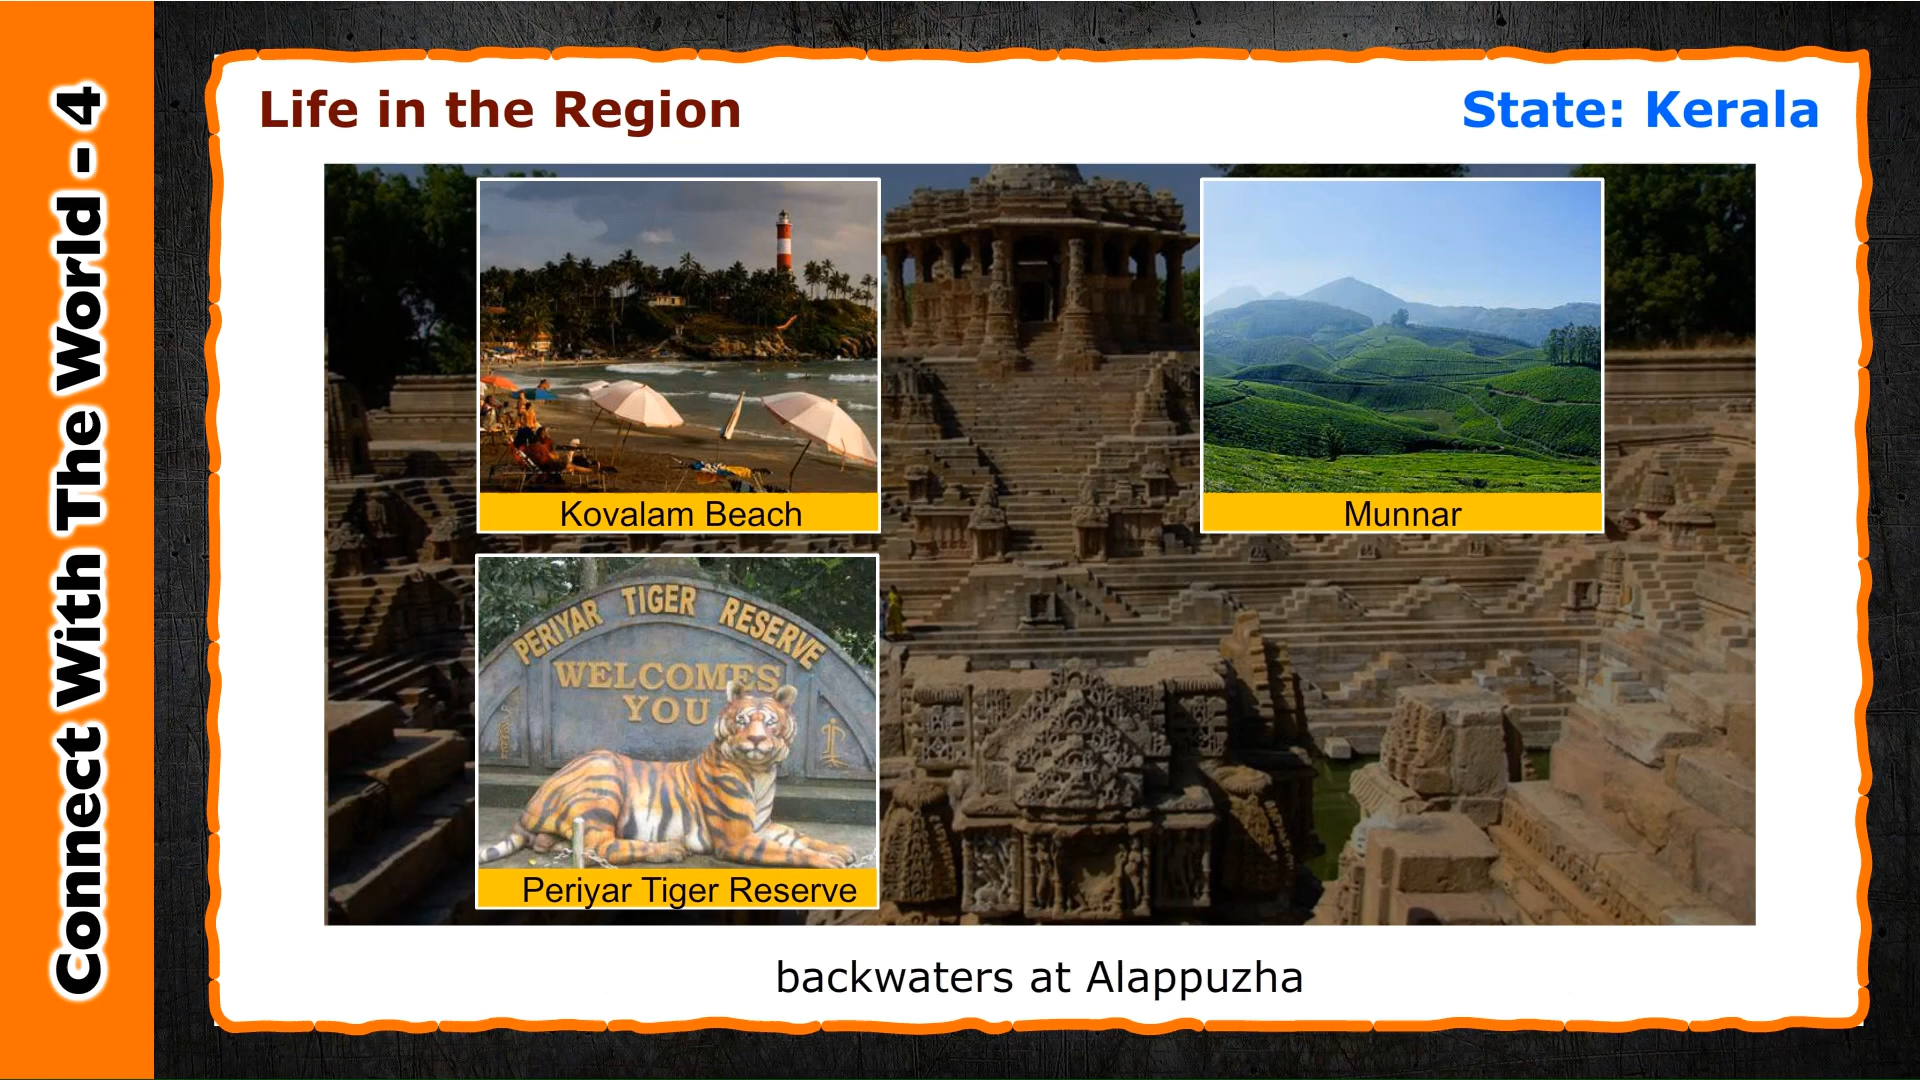 Connect With The World - 4
Life in the Region
State: Kerala
Kovalam Beach
Munnar
PERIYAR TIGER RESERVE
WELCOMES
YOU
Periyar Tiger Reserve
backwaters at Alappuzha